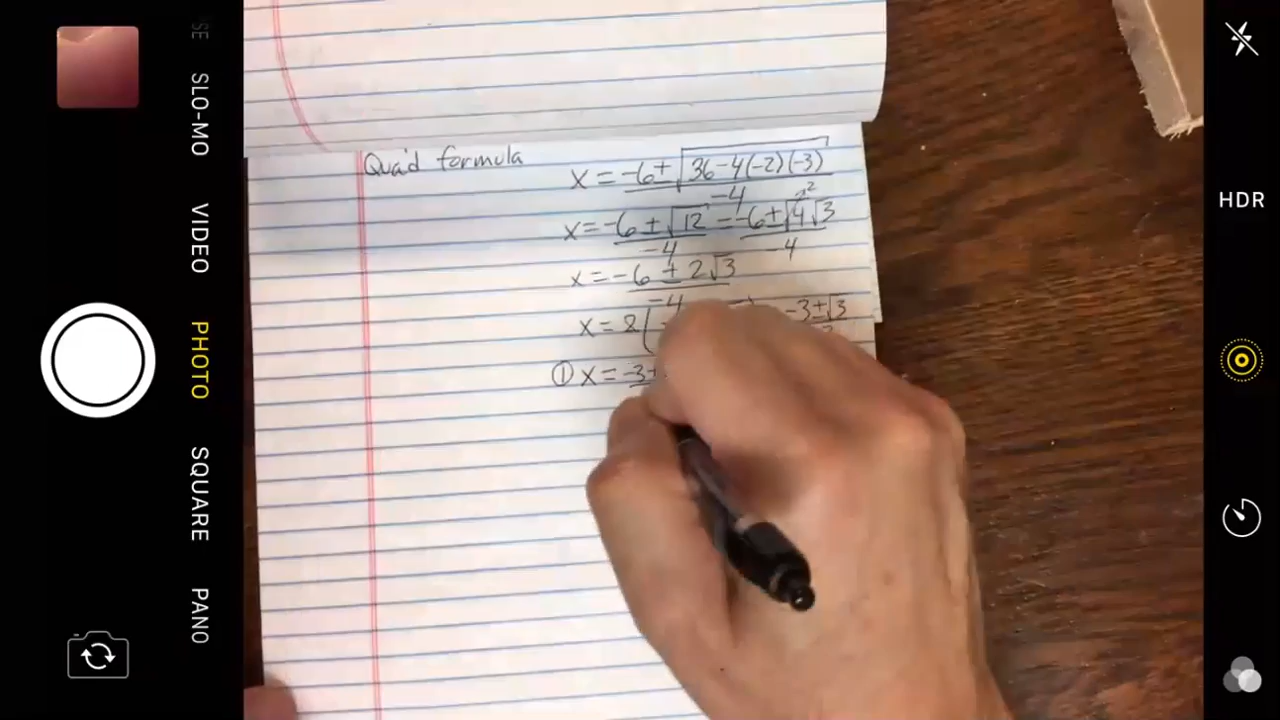 SE
SLO-MO
VIDEO
PHOTO
SQUARE
PANO
HDR
Quad formula
x = -6 ± √36-4(-2)(-3)
-4
x = -6 ± √12 = -6 ± √4 √3
-4 -4
x = -6 ± 2√3
-4
x = 2( -3±√3
① x = -3+